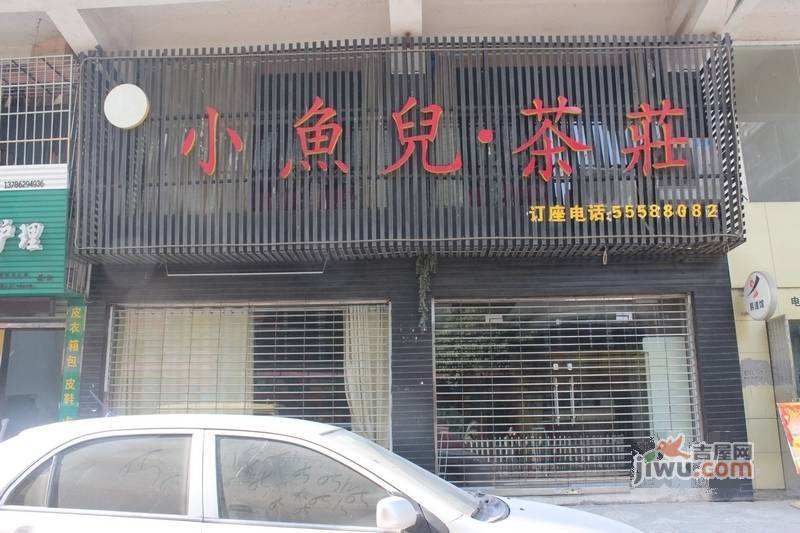 小魚兒·茶莊
订座电话:55588082
13786294936
护理
皮衣 箱包 皮鞋
吉屋网
jiwu.com